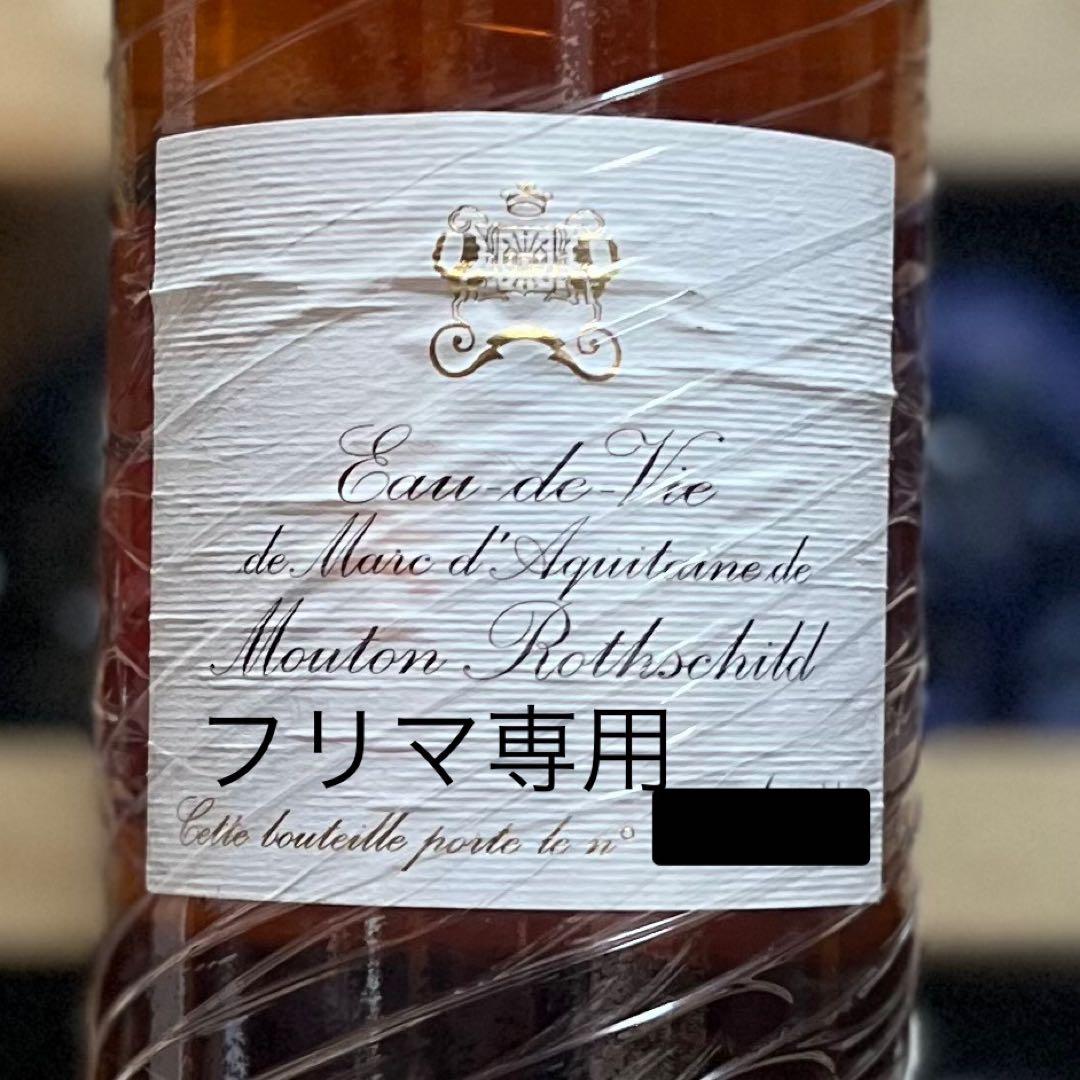 Eau-de-Vie
de Marc d'Aquitaine de
Mouton Rothschild
フリマ専用
Cette bouteille porte le n°